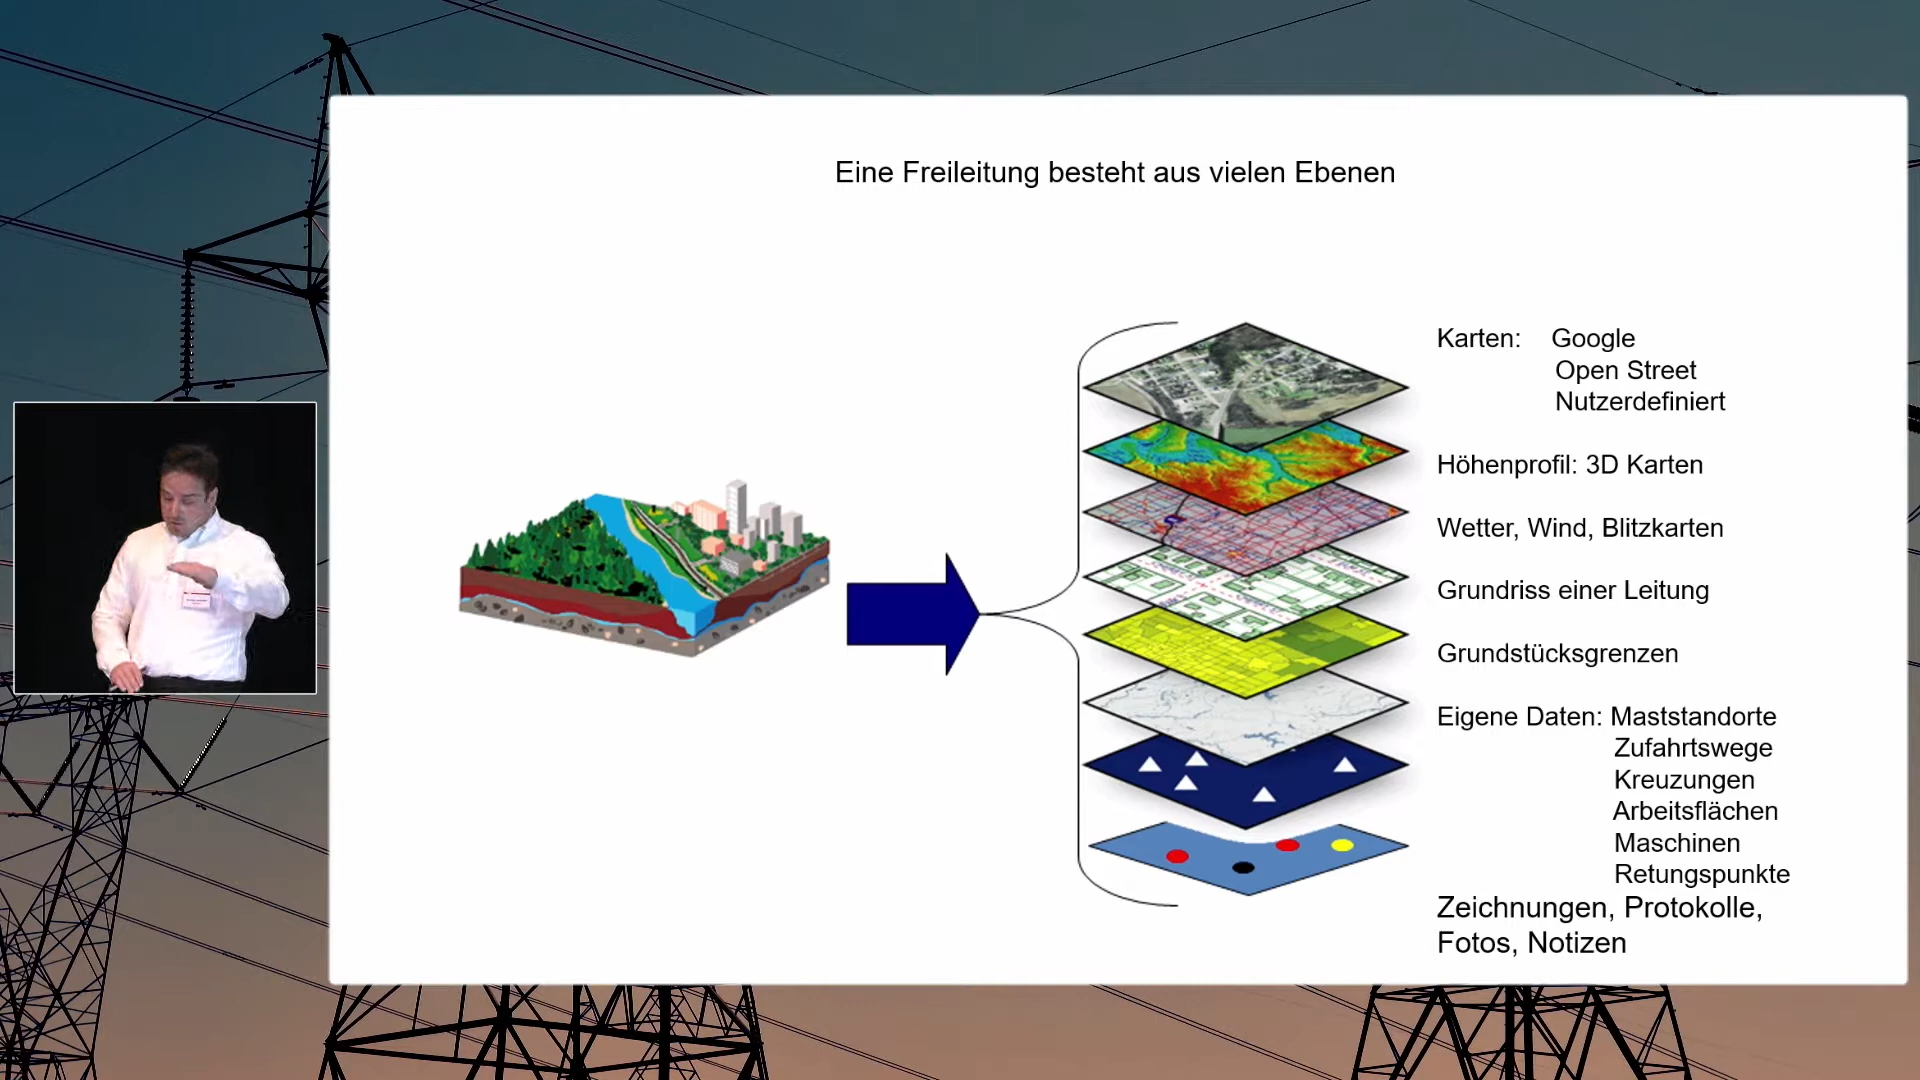 Eine Freileitung besteht aus vielen Ebenen
Karten: Google
Open Street
Nutzerdefiniert
Höhenprofil: 3D Karten
Wetter, Wind, Blitzkarten
Grundriss einer Leitung
Grundstücksgrenzen
Eigene Daten: Maststandorte
Zufahrtswege
Kreuzungen
Arbeitsflächen
Maschinen
Retungspunkte
Zeichnungen, Protokolle,
Fotos, Notizen